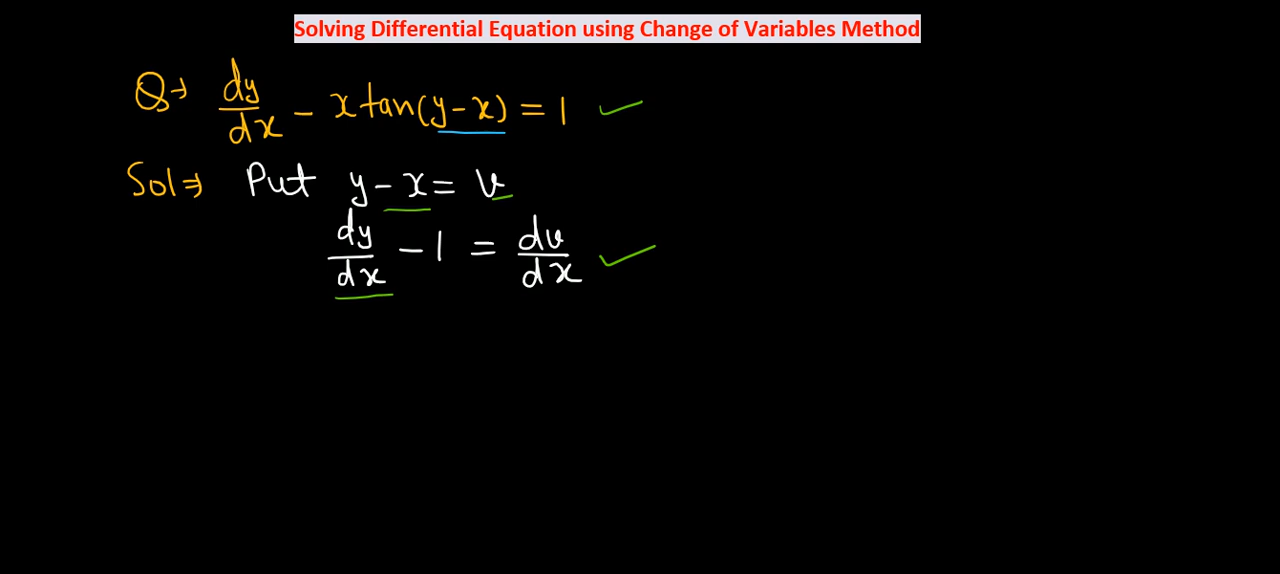 Solving Differential Equation using Change of Variables Method
Q⇒ dy/dx - x tan(y-x) = 1
Sol⇒ Put y-x = v
dy/dx - 1 = dv/dx